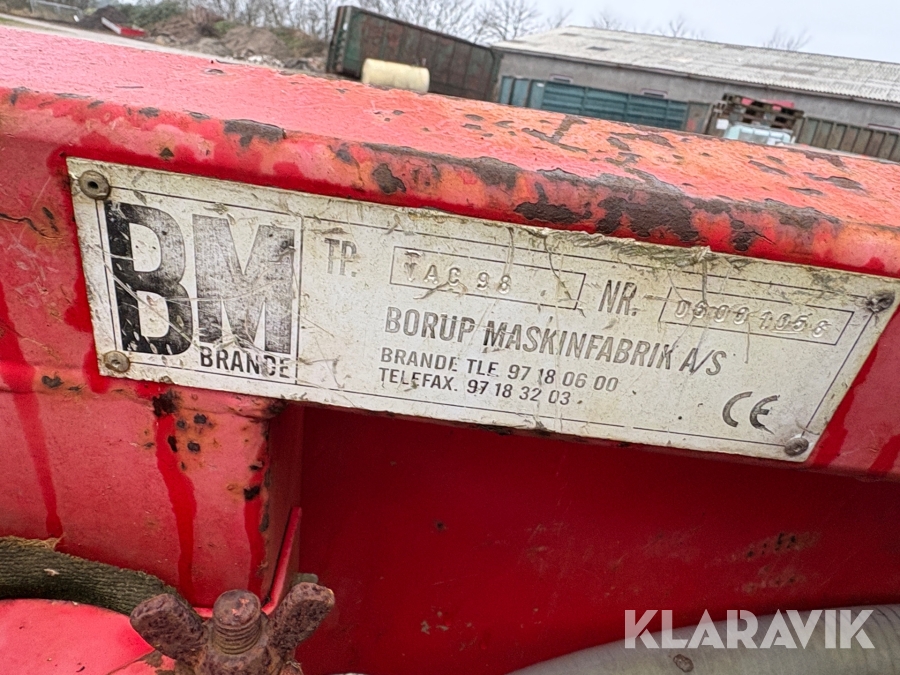 BM
BRANDE
TP. VAC 98 NR.
BORUP MASKINFABRIK A/S
BRANDE TLF. 97 18 06 00
TELEFAX. 97 18 32 03
CE
KLARAVIK